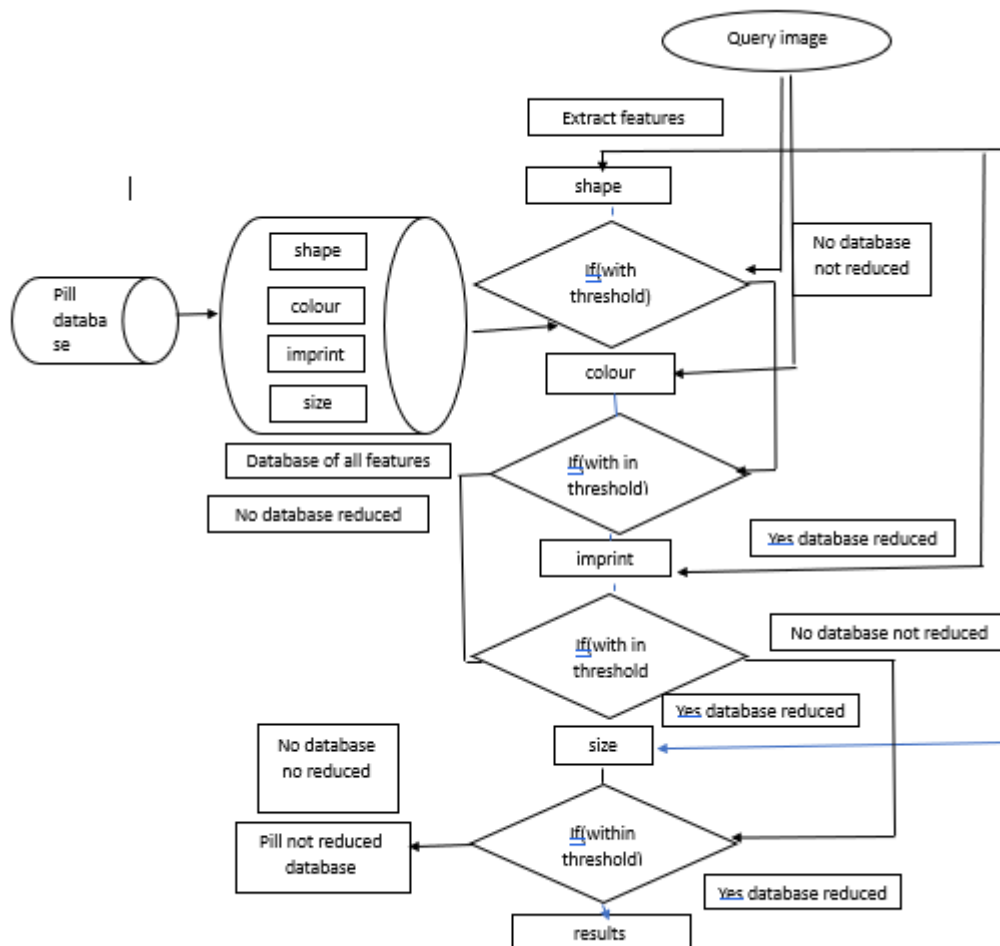 Query image
Extract features
shape
No database
not reduced
If(with
threshold)
shape
colour
imprint
size
Pill
databa
se
colour
Database of all features
If(with in
threshold)
No database reduced
Yes database reduced
imprint
No database not reduced
If(with in
threshold
Yes database reduced
size
No database
no reduced
If(within
threshold)
Pill not reduced
database
Yes database reduced
results